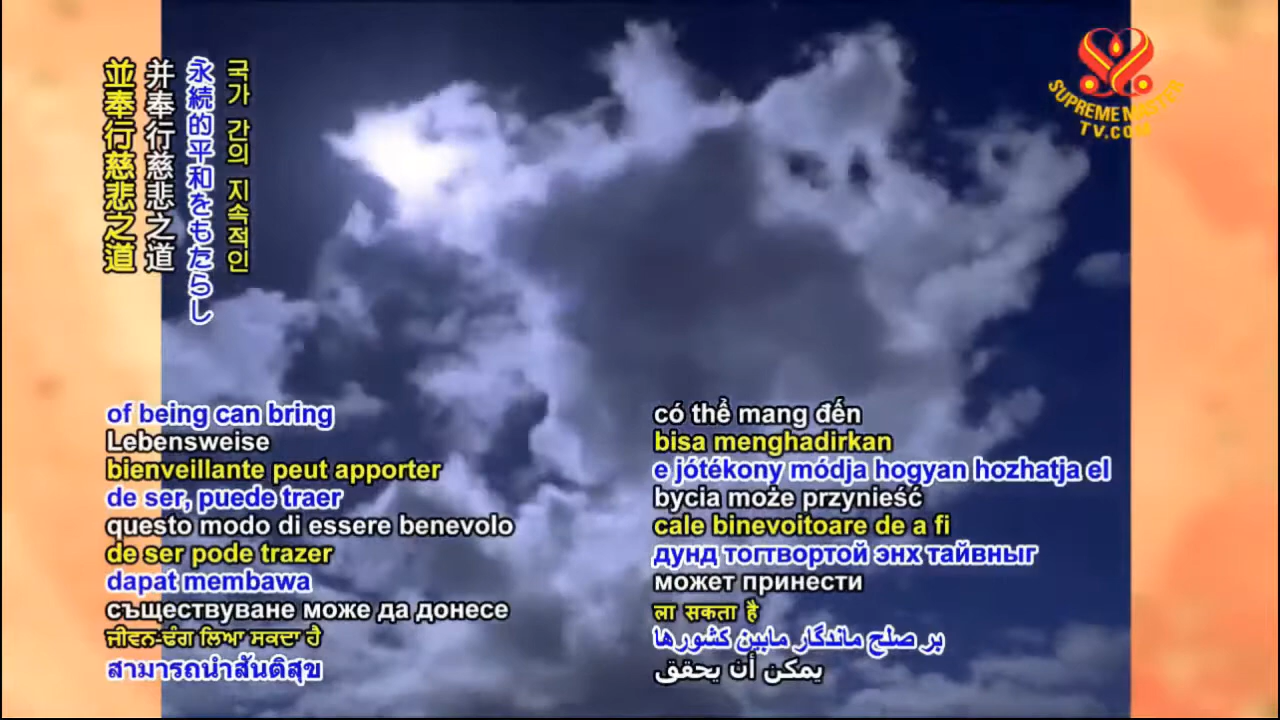 並奉行慈悲之道
并奉行慈悲之道
永続的平和をもたらし
국가 간의 지속적인
SUPREME MASTER
TV.COM
of being can bring
Lebensweise
bienveillante peut apporter
de ser, puede traer
questo modo di essere benevolo
de ser pode trazer
dapat membawa
съществуване може да донесе
ਜੀਵਨ-ਢੰਗ ਲਿਆ ਸਕਦਾ ਹੈ
สามารถนำสันติสุข
có thể mang đến
bisa menghadirkan
e jótékony módja hogyan hozhatja el
bycia może przynieść
cale binevoitoare de a fi
дунд тогтвортой энх тайвныг
может принести
ला सकता है
بر صلح ماندگار مابین کشورها
يمكن أن يحقق